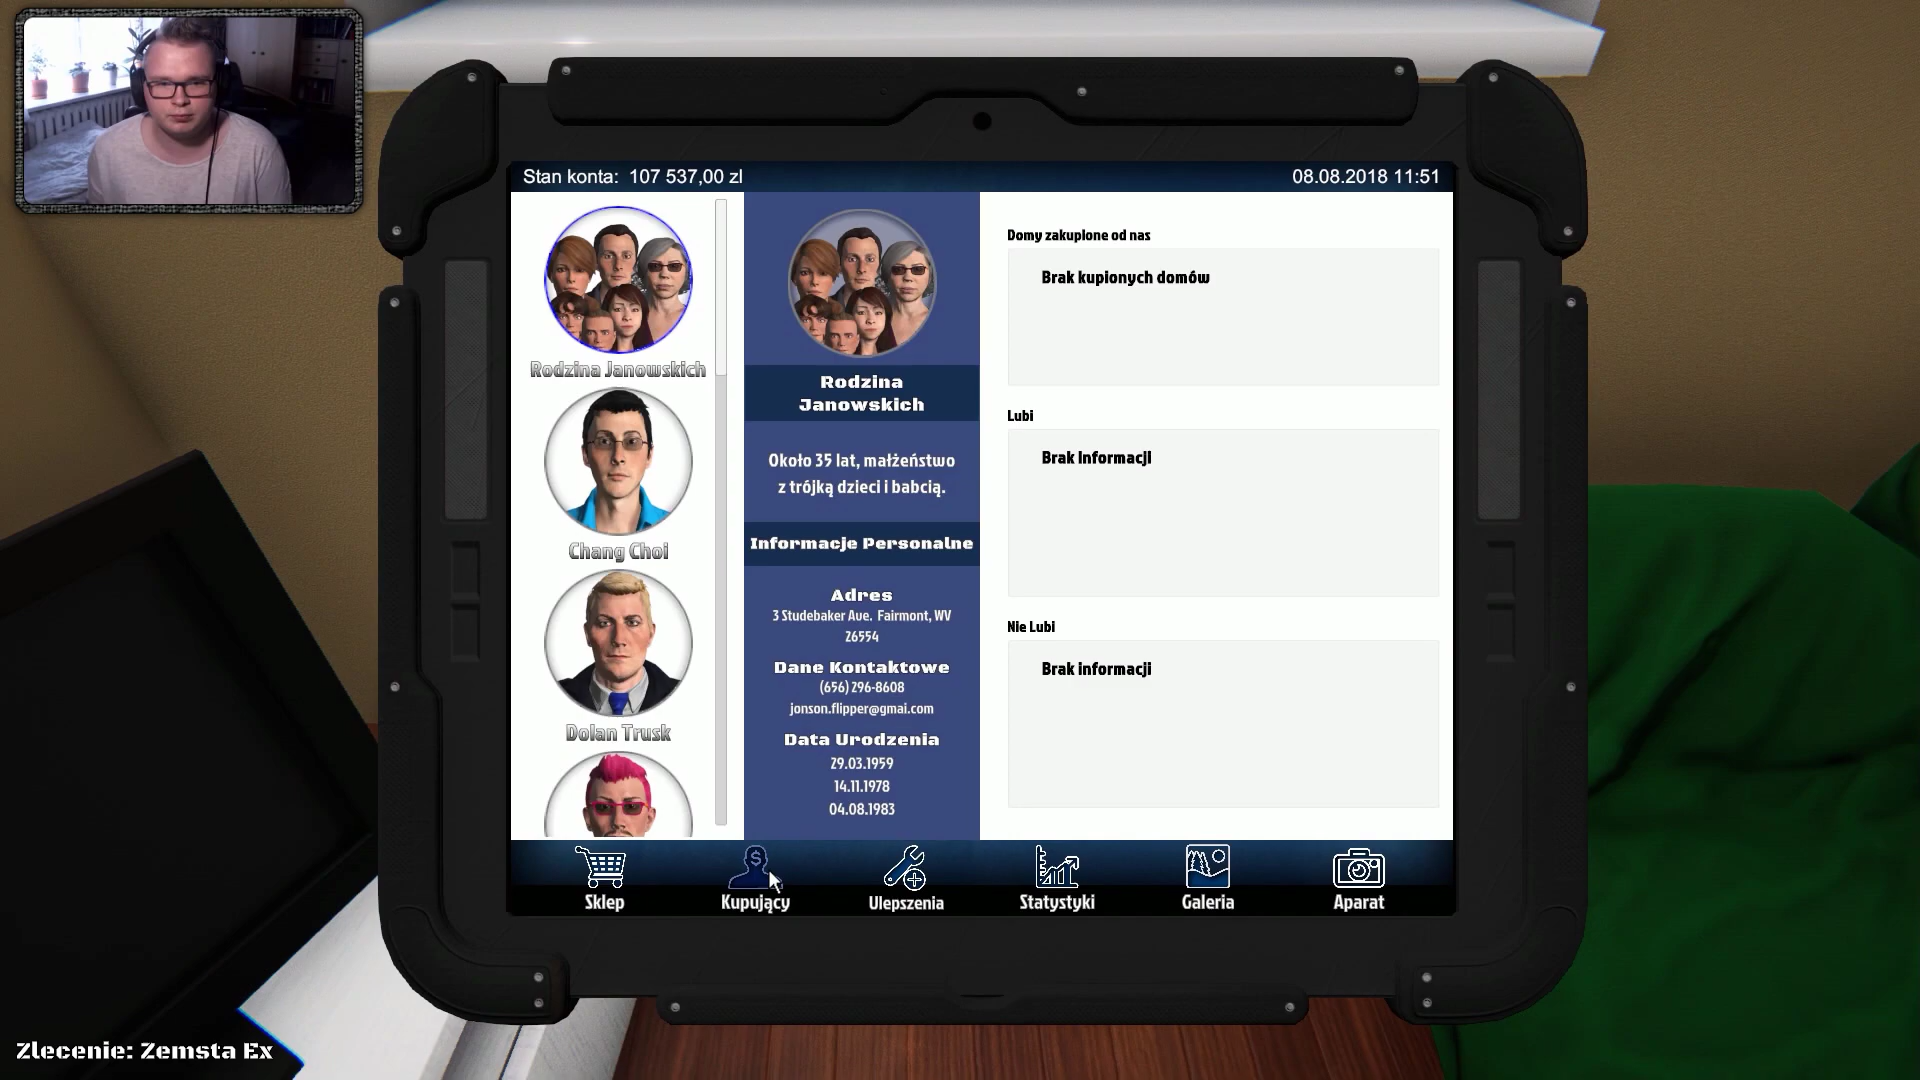 Stan konta: 107 537,00 zl
08.08.2018 11:51
Rodzina Janowskich
Chang Choi
Dolan Trusk
Rodzina
Janowskich
Około 35 lat, małżeństwo
z trójką dzieci i babcią.
Informacje Personalne
Adres
3 Studebaker Ave. Fairmont, WV
26554
Dane Kontaktowe
(656) 296-8608
jonson.flipper@gmai.com
Data Urodzenia
29.03.1959
14.11.1978
04.08.1983
Domy zakupione od nas
Brak kupionych domów
Lubi
Brak informacji
Nie Lubi
Brak informacji
Sklep
Kupujący
Ulepszenia
Statystyki
Galeria
Aparat
Zlecenie: Zemsta Ex